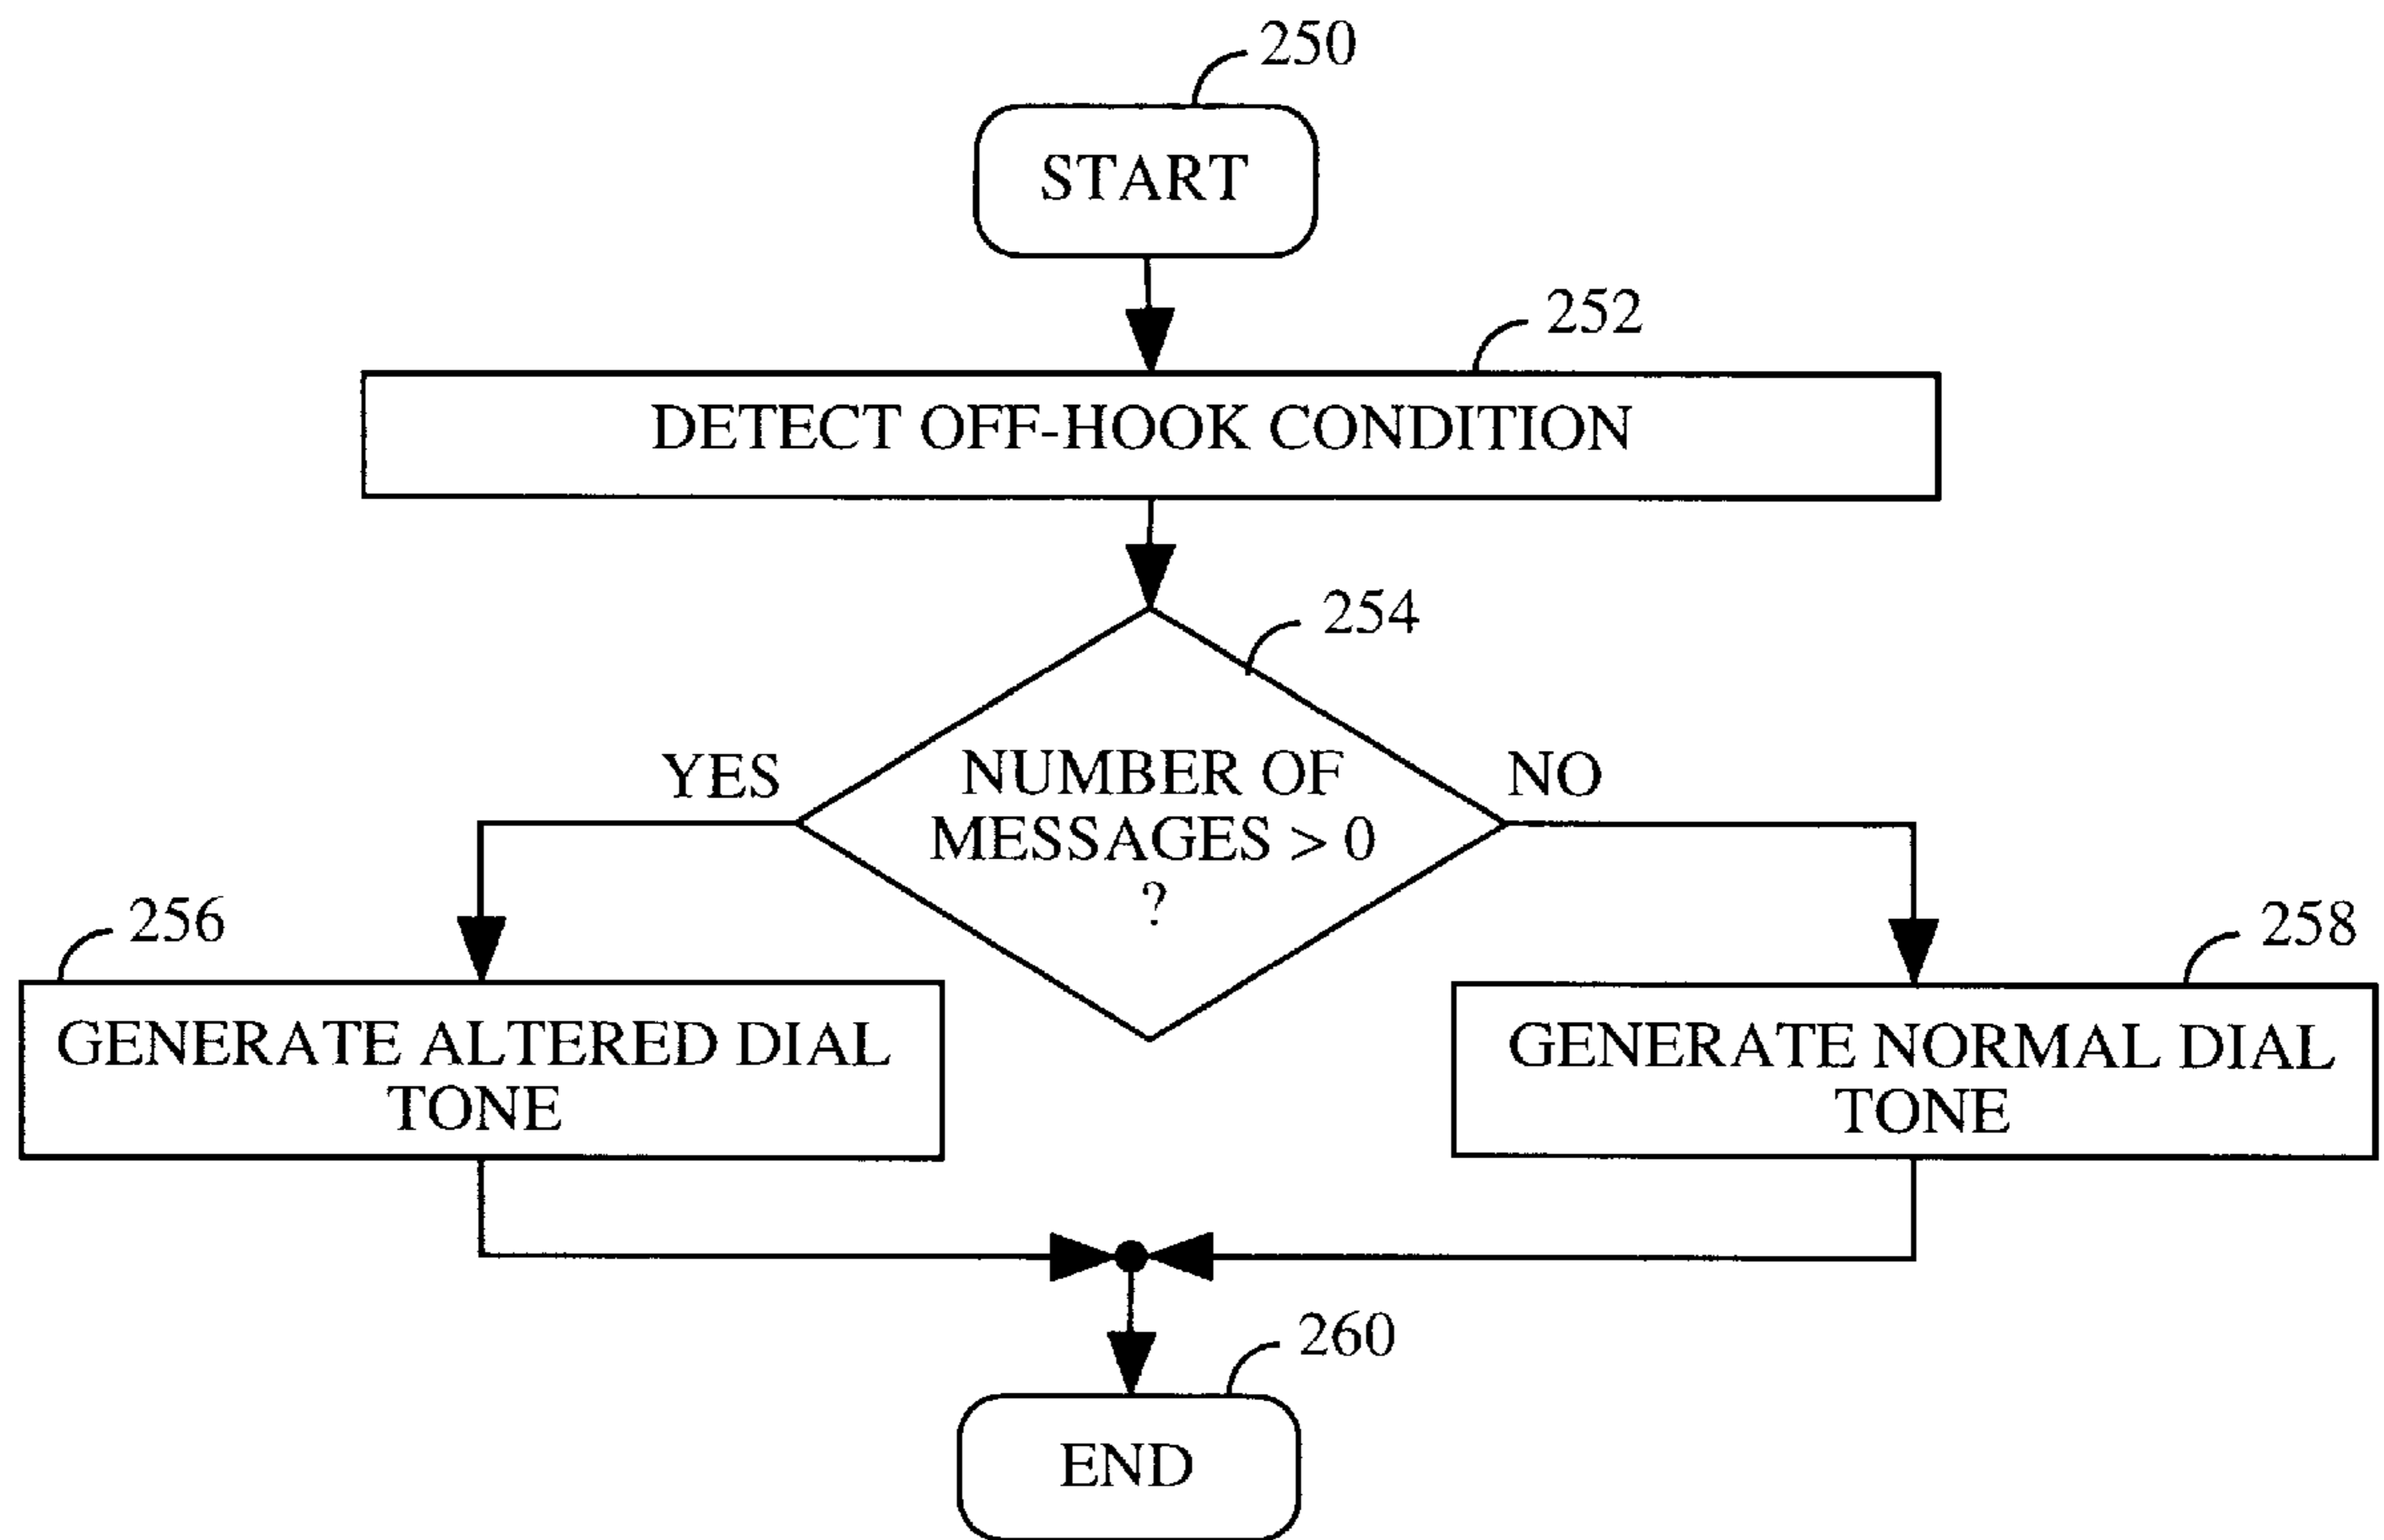 250
START
252
DETECT OFF-HOOK CONDITION
254
YES
NUMBER OF
MESSAGES > 0
?
NO
256
GENERATE ALTERED DIAL
TONE
258
GENERATE NORMAL DIAL
TONE
260
END